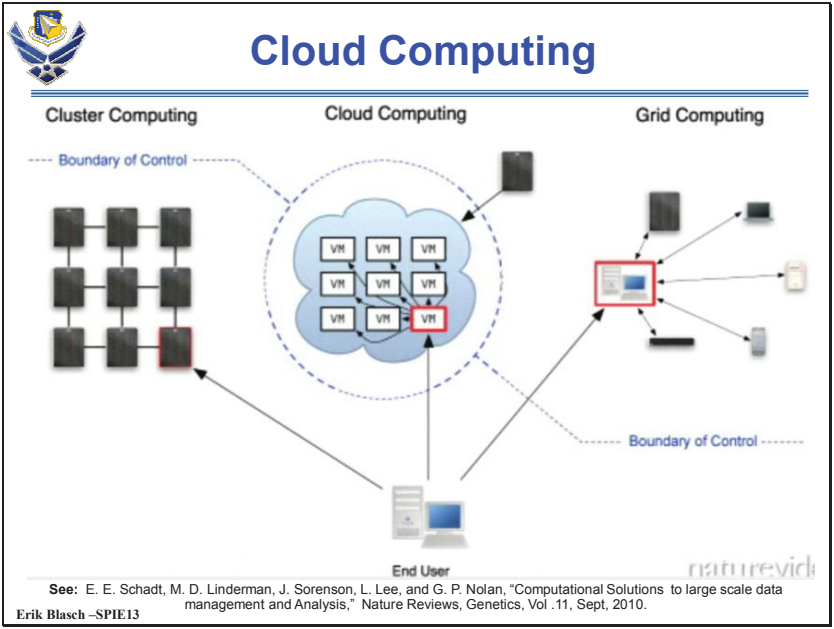 Cloud Computing
Cluster Computing
Cloud Computing
Grid Computing
Boundary of Control
VM VM VM
VM VM VM
VM VM VM
Boundary of Control
End User
naturevid
See: E. E. Schadt, M. D. Linderman, J. Sorenson, L. Lee, and G. P. Nolan, “Computational Solutions to large scale data
management and Analysis,” Nature Reviews, Genetics, Vol .11, Sept, 2010.
Erik Blasch –SPIE13